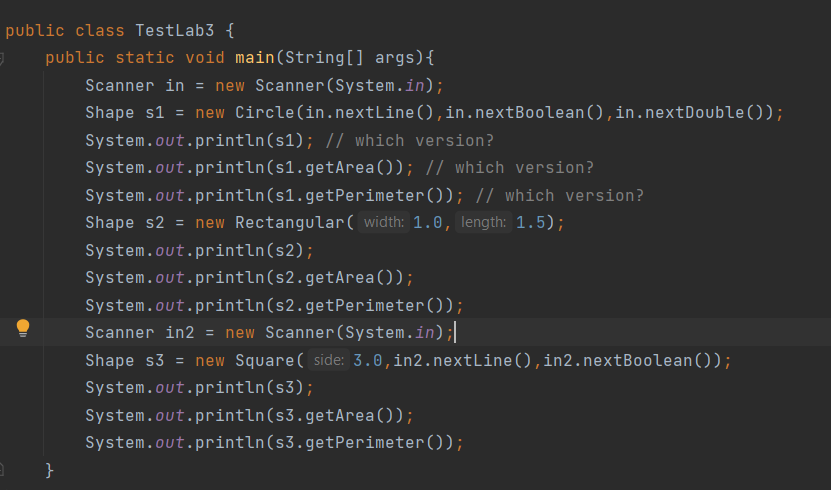 public class TestLab3 {
    public static void main(String[] args){
        Scanner in = new Scanner(System.in);
        Shape s1 = new Circle(in.nextLine(),in.nextBoolean(),in.nextDouble());
        System.out.println(s1); // which version?
        System.out.println(s1.getArea()); // which version?
        System.out.println(s1.getPerimeter()); // which version?
        Shape s2 = new Rectangular( width: 1.0, length: 1.5);
        System.out.println(s2);
        System.out.println(s2.getArea());
        System.out.println(s2.getPerimeter());
        Scanner in2 = new Scanner(System.in);
        Shape s3 = new Square( side: 3.0,in2.nextLine(),in2.nextBoolean());
        System.out.println(s3);
        System.out.println(s3.getArea());
        System.out.println(s3.getPerimeter());
    }